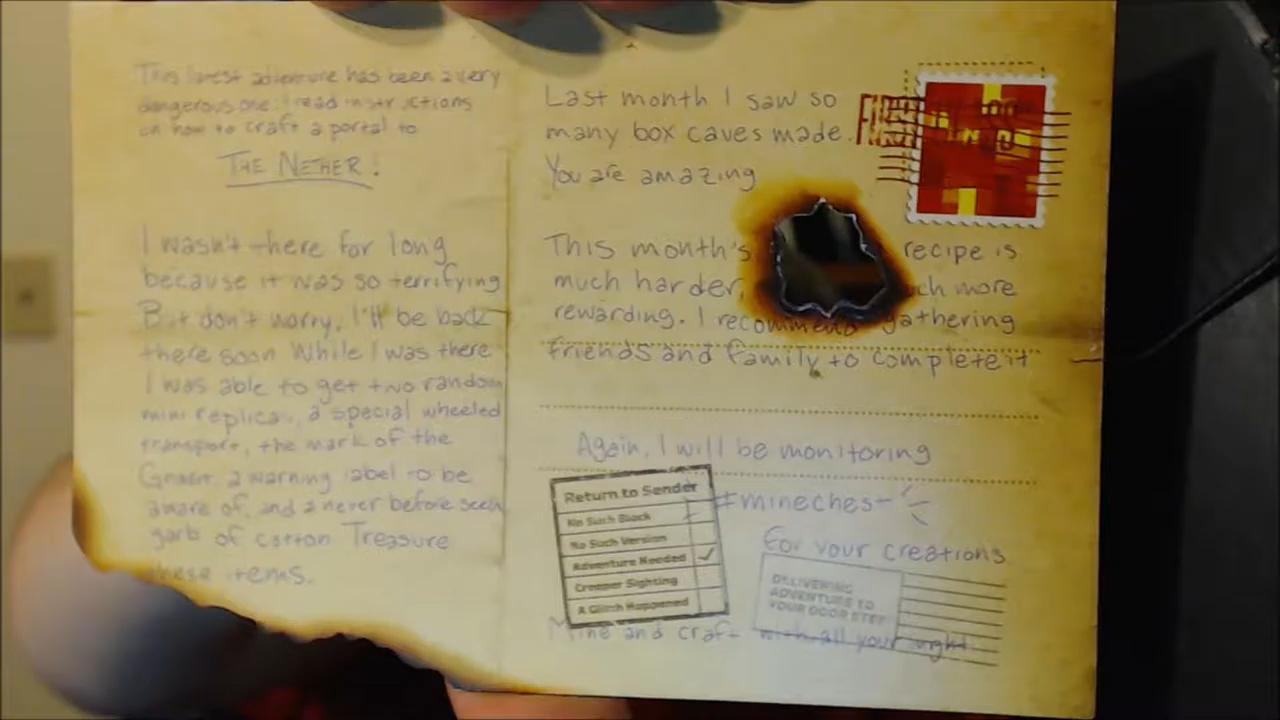 This latest adventure has been a very
dangerous one. I read instructions
on how to craft a portal to
THE NETHER!
I wasn't there for long
because it was so terrifying
But don't worry, I'll be back
there soon While I was there
I was able to get two random
mini replicas, a special wheeled
transport, the mark of the
Ghast, a warning label to be
aware of, and a never before seen
garb of cotton Treasure
these items.
Last month I saw so
many box caves made.
You are amazing
This month's recipe is
much harder, ch more
rewarding. I recommend gathering
friends and family to complete it
Again, I will be monitoring
#minechest
for your creations
Return to Sender
No Such Block
No Such Version
Adventure Needed ✓
Creeper Sighting
A Glitch Happened
DELIVERING
ADVENTURE TO
YOUR DOOR STEP
Mine and craft with all your might